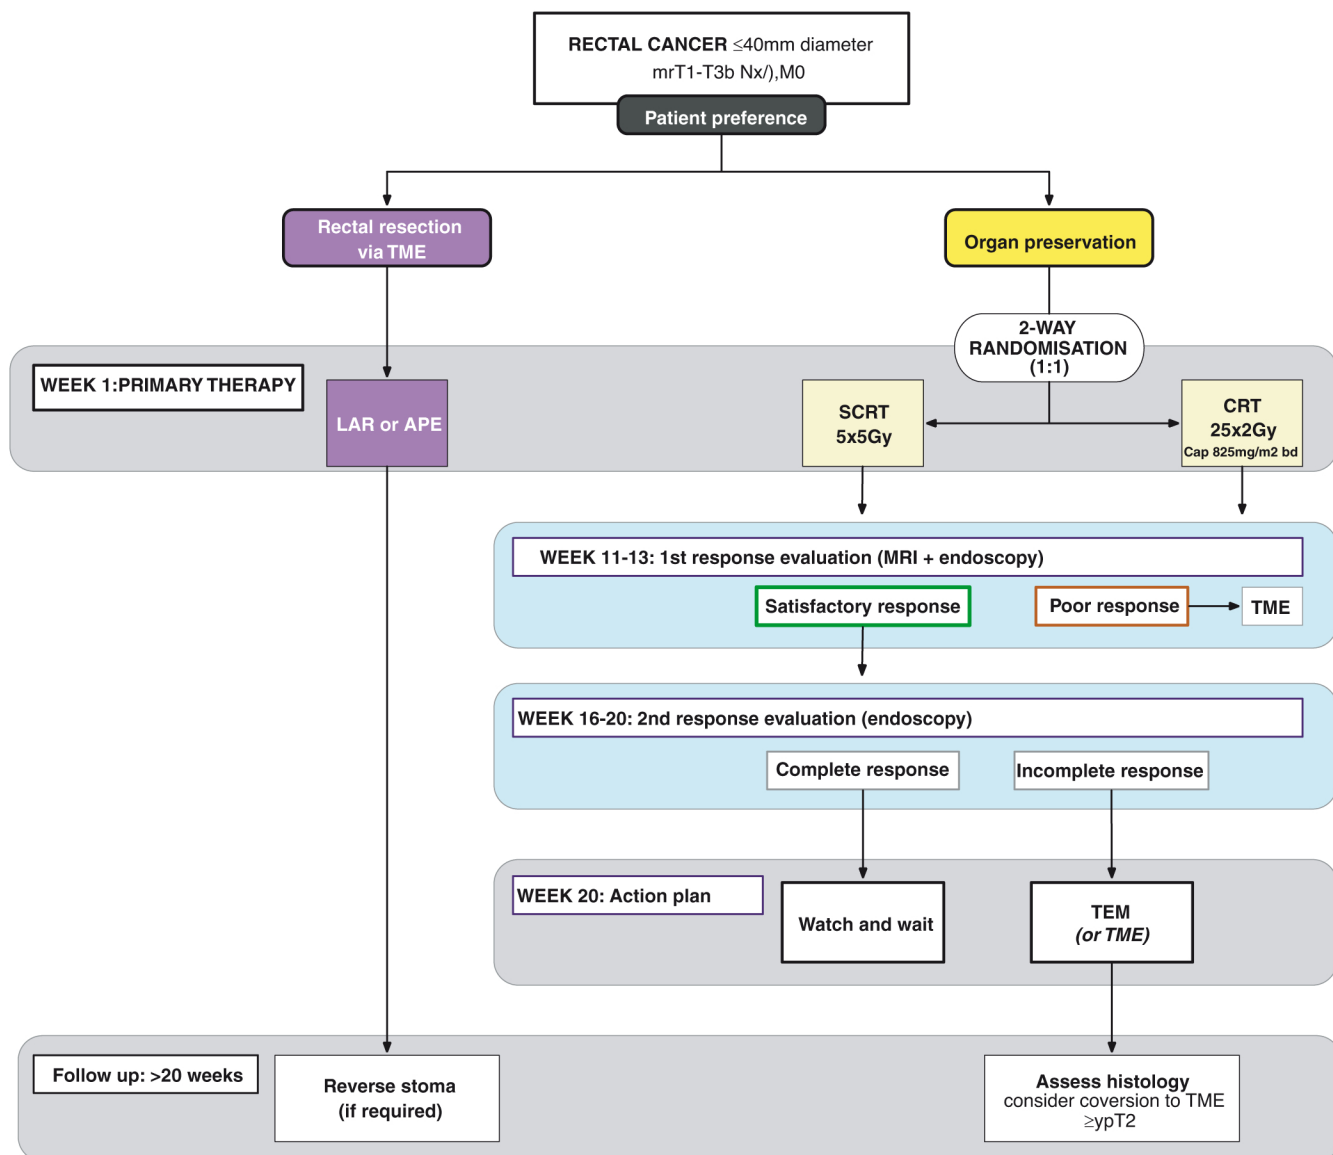 RECTAL CANCER ≤40mm diameter
mrT1-T3b Nx/),M0
Patient preference
Rectal resection
via TME
Organ preservation
2-WAY
RANDOMISATION
(1:1)
WEEK 1:PRIMARY THERAPY
LAR or APE
SCRT
5x5Gy
CRT
25x2Gy
Cap 825mg/m2 bd
WEEK 11-13: 1st response evaluation (MRI + endoscopy)
Satisfactory response
Poor response
TME
WEEK 16-20: 2nd response evaluation (endoscopy)
Complete response
Incomplete response
WEEK 20: Action plan
Watch and wait
TEM
(or TME)
Follow up: >20 weeks
Reverse stoma
(if required)
Assess histology
consider coversion to TME
≥ypT2